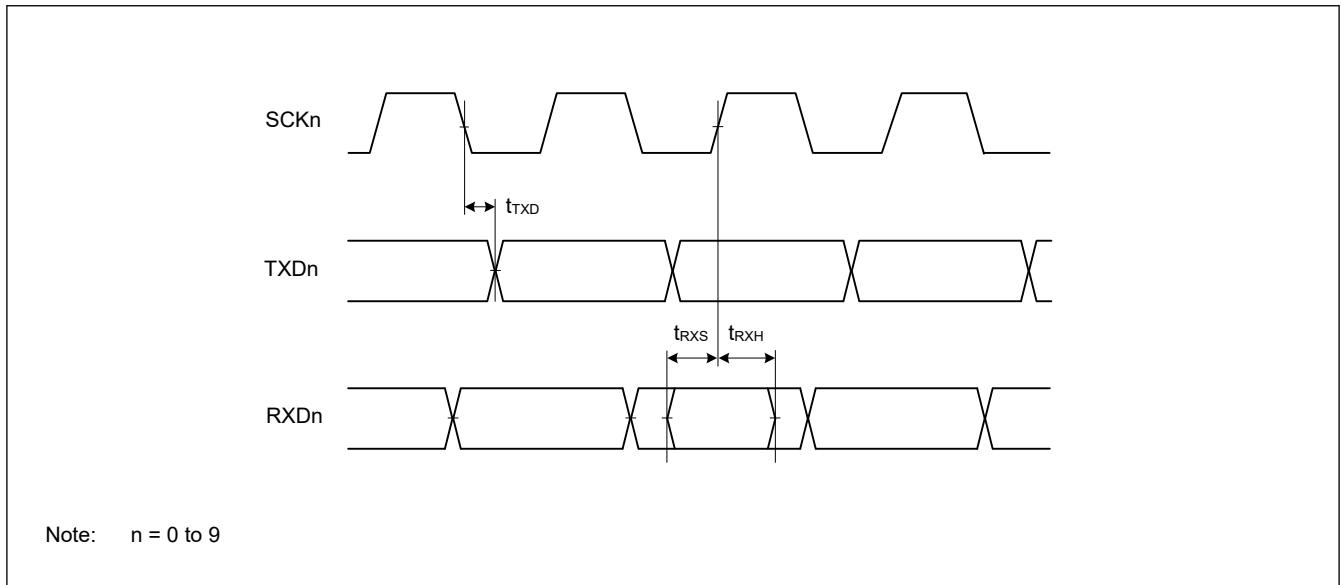 SCKn
tTXD
TXDn
tRXS tRXH
RXDn
Note: n = 0 to 9